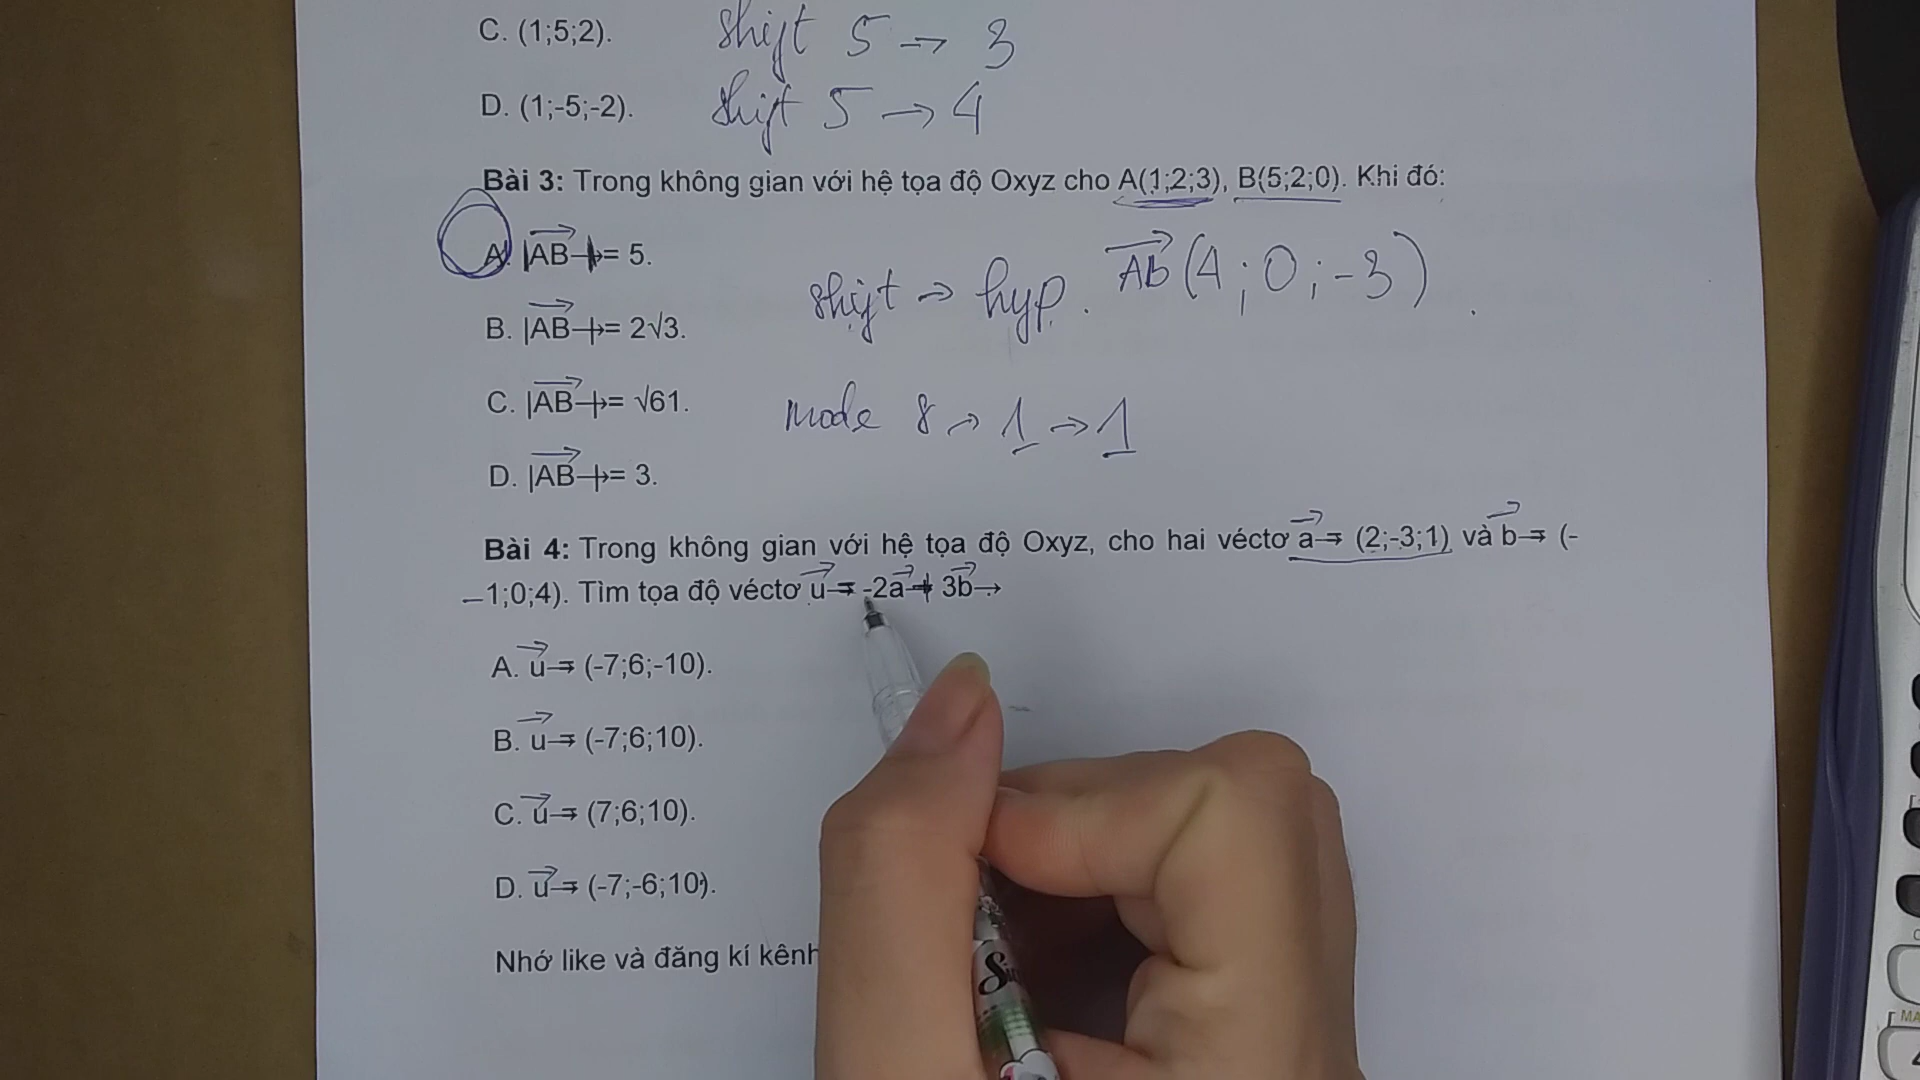 C. (1;5;2). shift 5 → 3
D. (1;-5;-2). shift 5 → 4
Bài 3: Trong không gian với hệ tọa độ Oxyz cho A(1;2;3), B(5;2;0). Khi đó:
A. |AB→|= 5.
shift → hyp. AB→(4;0;-3)
B. |AB→|= 2√3.
C. |AB→|= √61.
mode 8 → 1 → 1
D. |AB→|= 3.
Bài 4: Trong không gian với hệ tọa độ Oxyz, cho hai véctơ a→= (2;-3;1) và b→= (-
1;0;4). Tìm tọa độ véctơ u→= -2a→+ 3b→
A. u→= (-7;6;-10).
B. u→= (-7;6;10).
C. u→= (7;6;10).
D. u→= (-7;-6;10).
Nhớ like và đăng kí kênh